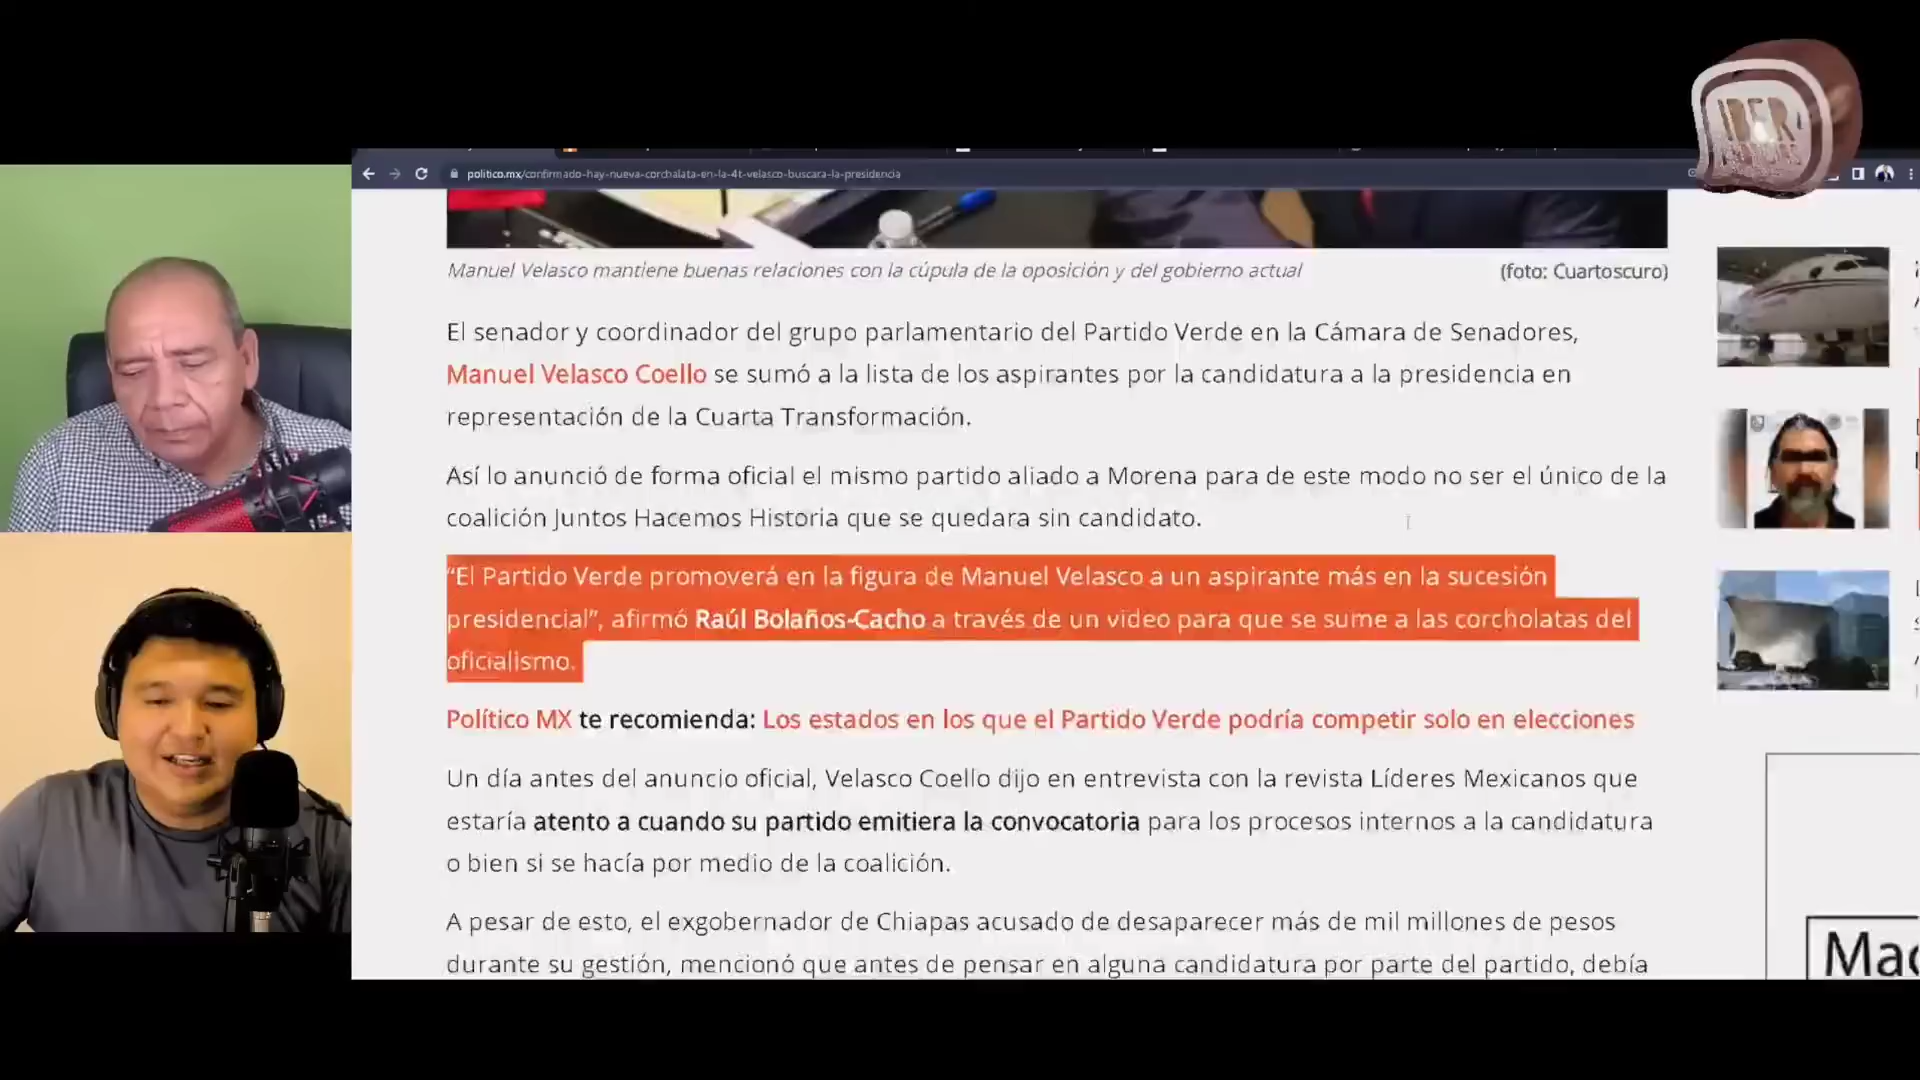 politico.mx/confirmado-hay-nueva-corcholata-en-la-4t-velasco-buscara-la-presidencia
Manuel Velasco mantiene buenas relaciones con la cúpula de la oposición y del gobierno actual (foto: Cuartoscuro)
El senador y coordinador del grupo parlamentario del Partido Verde en la Cámara de Senadores,
Manuel Velasco Coello se sumó a la lista de los aspirantes por la candidatura a la presidencia en
representación de la Cuarta Transformación.
Así lo anunció de forma oficial el mismo partido aliado a Morena para de este modo no ser el único de la
coalición Juntos Hacemos Historia que se quedara sin candidato.
“El Partido Verde promoverá en la figura de Manuel Velasco a un aspirante más en la sucesión
presidencial”, afirmó Raúl Bolaños-Cacho a través de un video para que se sume a las corcholatas del
oficialismo.
Político MX te recomienda: Los estados en los que el Partido Verde podría competir solo en elecciones
Un día antes del anuncio oficial, Velasco Coello dijo en entrevista con la revista Líderes Mexicanos que
estaría atento a cuando su partido emitiera la convocatoria para los procesos internos a la candidatura
o bien si se hacía por medio de la coalición.
A pesar de esto, el exgobernador de Chiapas acusado de desaparecer más de mil millones de pesos
durante su gestión, mencionó que antes de pensar en alguna candidatura por parte del partido, debía